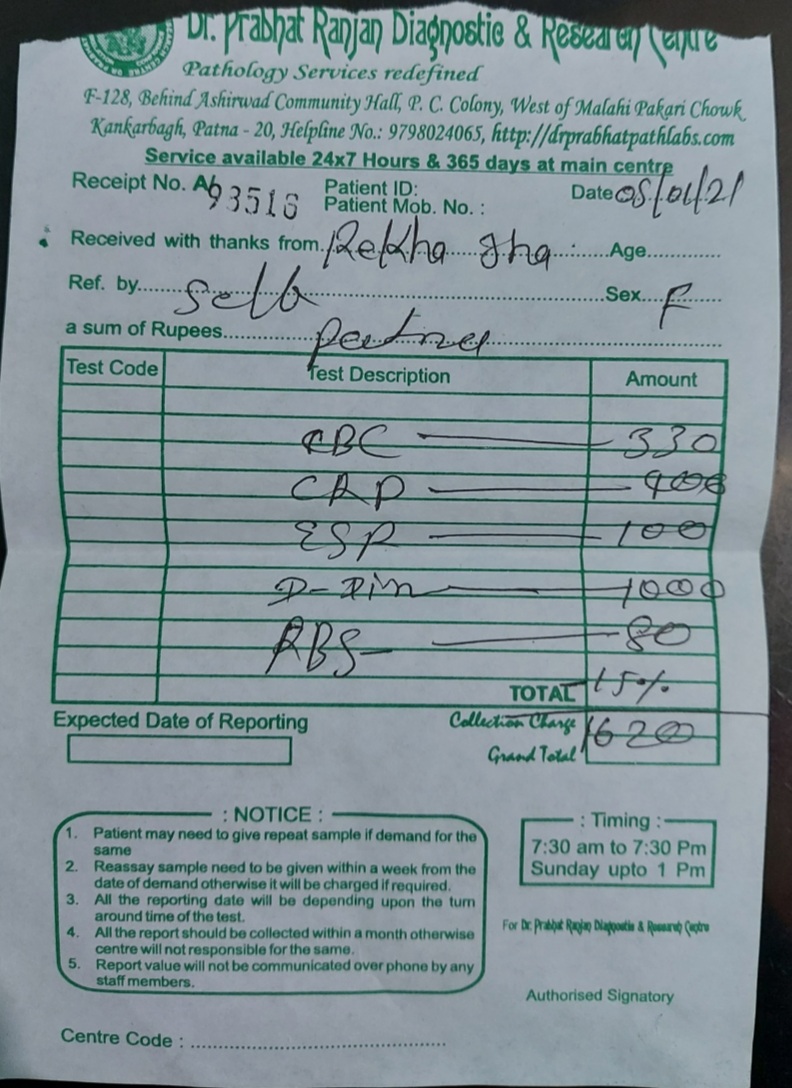 Dr. Prabhat Ranjan Diagnostic & Research Centre
Pathology Services redefined
F-128, Behind Ashirwad Community Hall, P. C. Colony, West of Malahi Pakari Chowk
Kankarbagh, Patna - 20, Helpline No.: 9798024065, http://drprabhatpathlabs.com
Service available 24x7 Hours & 365 days at main centre
Receipt No. A/93516 Patient ID: Date 05/01/21
Patient Mob. No. :
Received with thanks from Rekha Jha Age
Ref. by Self Sex F
a sum of Rupees Patna
Test Code Test Description Amount
CBC 330
CRP 400
ESR 100
D-Dim 1000
RBS 80
TOTAL 15%
Collection Charge 1620
Grand Total
Expected Date of Reporting
: NOTICE :
1. Patient may need to give repeat sample if demand for the
same
2. Reassay sample need to be given within a week from the
date of demand otherwise it will be charged if required.
3. All the reporting date will be depending upon the turn
around time of the test.
4. All the report should be collected within a month otherwise
centre will not responsible for the same.
5. Report value will not be communicated over phone by any
staff members.
: Timing :
7:30 am to 7:30 Pm
Sunday upto 1 Pm
For Dr. Prabhat Ranjan Diagnostic & Research Centre
Authorised Signatory
Centre Code :